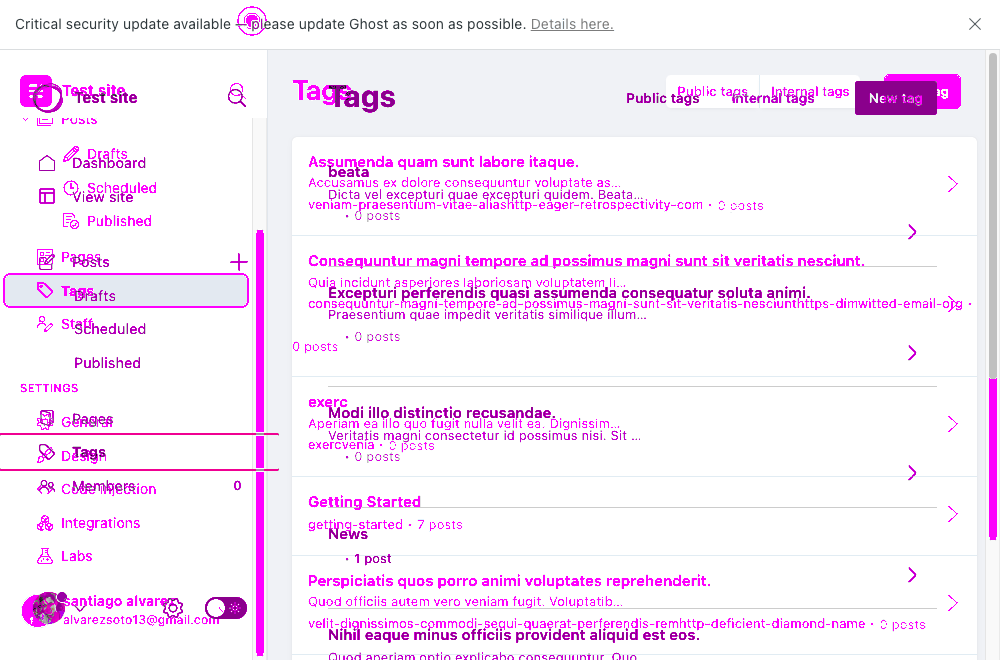 Critical security update available – please update Ghost as soon as possible. Details here.
Test site
Test site
Posts
Drafts
Dashboard
Scheduled
View site
Published
Pages
Posts
Tags
Drafts
Staff
Scheduled
Published
SETTINGS
Pages
General
Tags
Design
Members 0
Code injection
Integrations
Labs
santiago alvarez
alvarezsoto13@gmail.com
Tags
Tags
Public tags Internal tags
Public tags Internal tags New tag
Assumenda quam sunt labore itaque.
beata
Accusamus ex dolore consequuntur voluptate as...
Dicta vel excepturi quae excepturi quidem. Beata...
veniam-praesentium-vitae-aliashttp-eager-retrospectivity-com · 0 posts
· 0 posts
Consequuntur magni tempore ad possimus magni sunt sit veritatis nesciunt.
Quia incidunt asperiores laboriosam voluptatem li...
Excepturi perferendis quasi assumenda consequatur soluta animi.
consequuntur-magni-tempore-ad-possimus-magni-sunt-sit-veritatis-nesciunthttps-dimwitted-email-org ·
Praesentium quae impedit veritatis similique illum...
· 0 posts
0 posts
exerc
Modi illo distinctio recusandae.
Aperiam ea illo quo fugit nulla velit ea. Dignissim...
Veritatis magni consectetur id possimus nisi. Sit ...
exercvenia · 0 posts
· 0 posts
Getting Started
getting-started · 7 posts
News
· 1 post
Perspiciatis quos porro animi voluptates reprehenderit.
Quod officiis autem vero veniam fugit. Voluptatib...
velit-dignissimos-commodi-sequi-quaerat-perferendis-remhttp-deficient-diamond-name · 0 posts
Nihil eaque minus officiis provident aliquid est eos.
Quod aperiam optio explicabo consequuntur. Quo